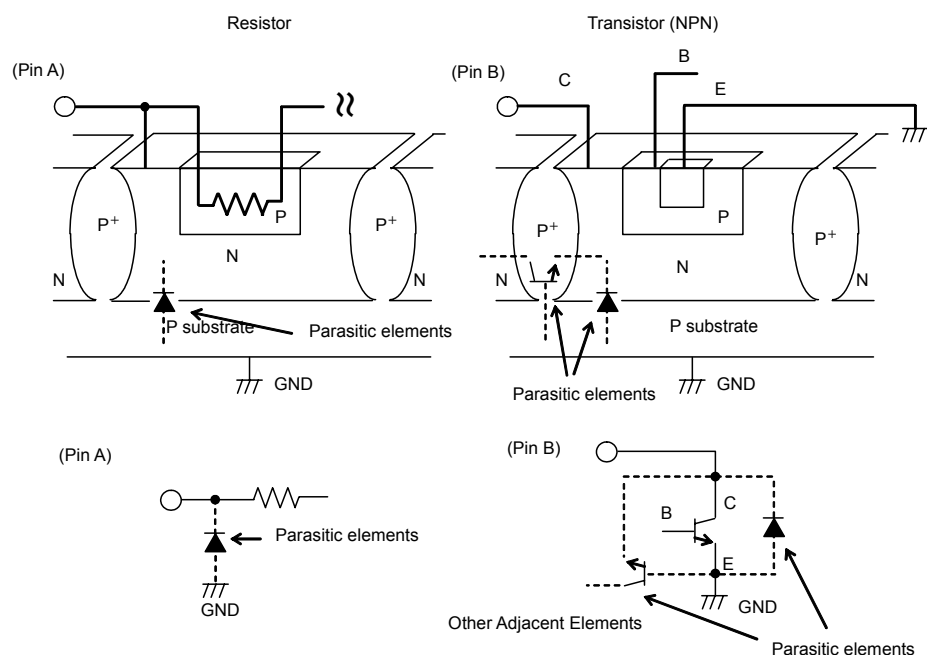 Resistor
Transistor (NPN)
(Pin A)
(Pin B)
C
B
E
P+
P
P+
N
N
N
P substrate
Parasitic elements
GND
P+
P
P+
N
N
N
P substrate
Parasitic elements
GND
(Pin A)
Parasitic elements
GND
(Pin B)
C
B
E
GND
Other Adjacent Elements
Parasitic elements